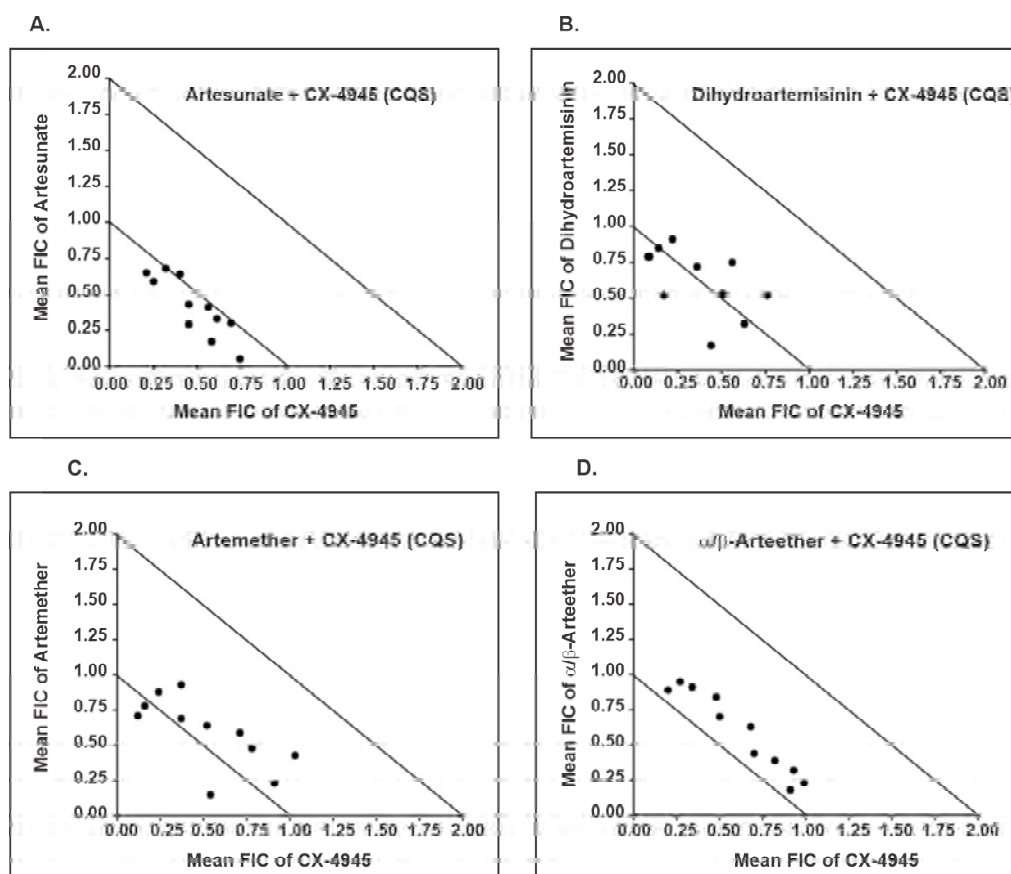 A.
2.00
1.75
1.50
1.25
1.00
0.75
0.50
0.25
0.00
Mean FIC of Artesunate
Artesunate + CX-4945 (CQS)
0.00 0.25 0.50 0.75 1.00 1.25 1.50 1.75 2.00
Mean FIC of CX-4945
B.
2.00
1.75
1.50
1.25
1.00
0.75
0.50
0.25
0.00
Mean FIC of Dihydroartemisinin
Dihydroartemisinin + CX-4945 (CQS)
0.00 0.25 0.50 0.75 1.00 1.25 1.50 1.75 2.00
Mean FIC of CX-4945
C.
2.00
1.75
1.50
1.25
1.00
0.75
0.50
0.25
0.00
Mean FIC of Artemether
Artemether + CX-4945 (CQS)
0.00 0.25 0.50 0.75 1.00 1.25 1.50 1.75 2.00
Mean FIC of CX-4945
D.
2.00
1.75
1.50
1.25
1.00
0.75
0.50
0.25
0.00
Mean FIC of α/β-Arteether
α/β-Arteether + CX-4945 (CQS)
0.00 0.25 0.50 0.75 1.00 1.25 1.50 1.75 2.00
Mean FIC of CX-4945